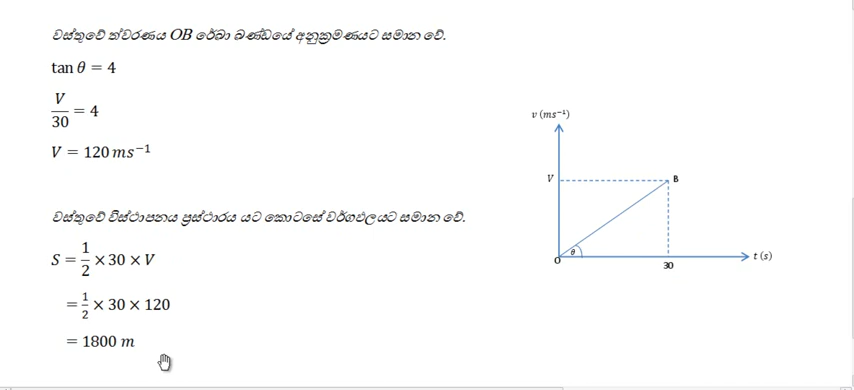 වස්තුවේ ත්වරණය OB රේඛා ඛණ්ඩයේ අනුක්‍රමණයට සමාන වේ.
tan θ = 4
V/30 = 4
V = 120 ms⁻¹
වස්තුවේ විස්ථාපනය ප්‍රස්ථාරය යට කොටසේ වර්ගඵලයට සමාන වේ.
S = 1/2 × 30 × V
= 1/2 × 30 × 120
= 1800 m
v (ms⁻¹)
V
B
θ
O
30
t (s)